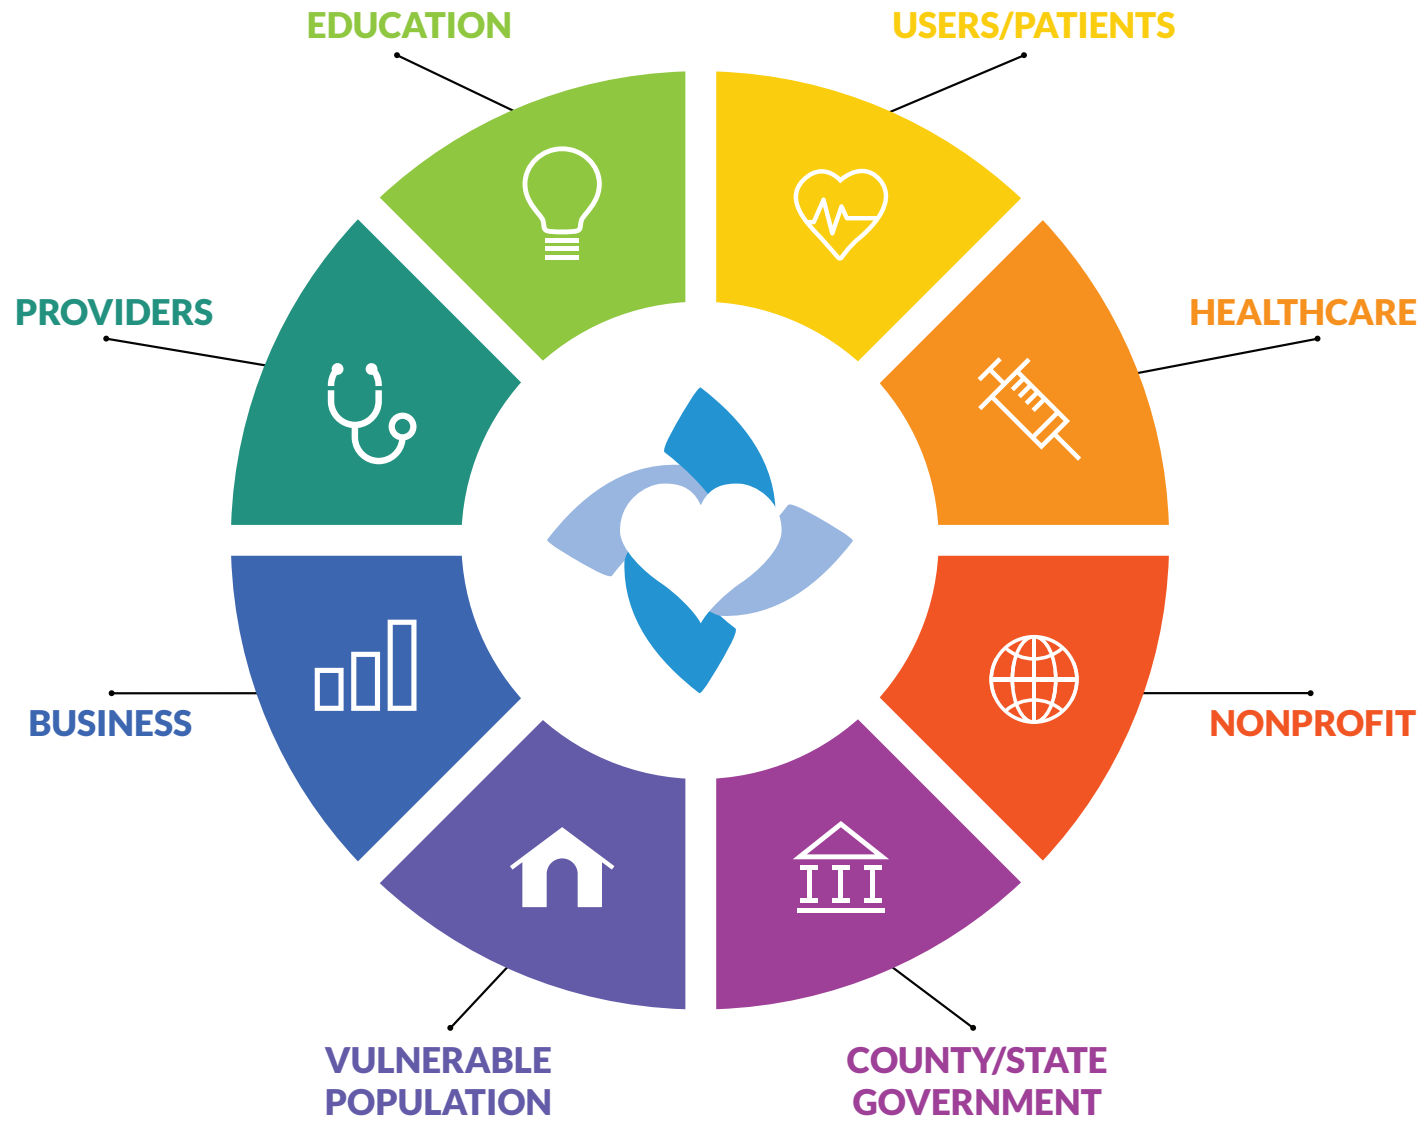 EDUCATION
USERS/PATIENTS
PROVIDERS
HEALTHCARE
BUSINESS
NONPROFIT
VULNERABLE
POPULATION
COUNTY/STATE
GOVERNMENT